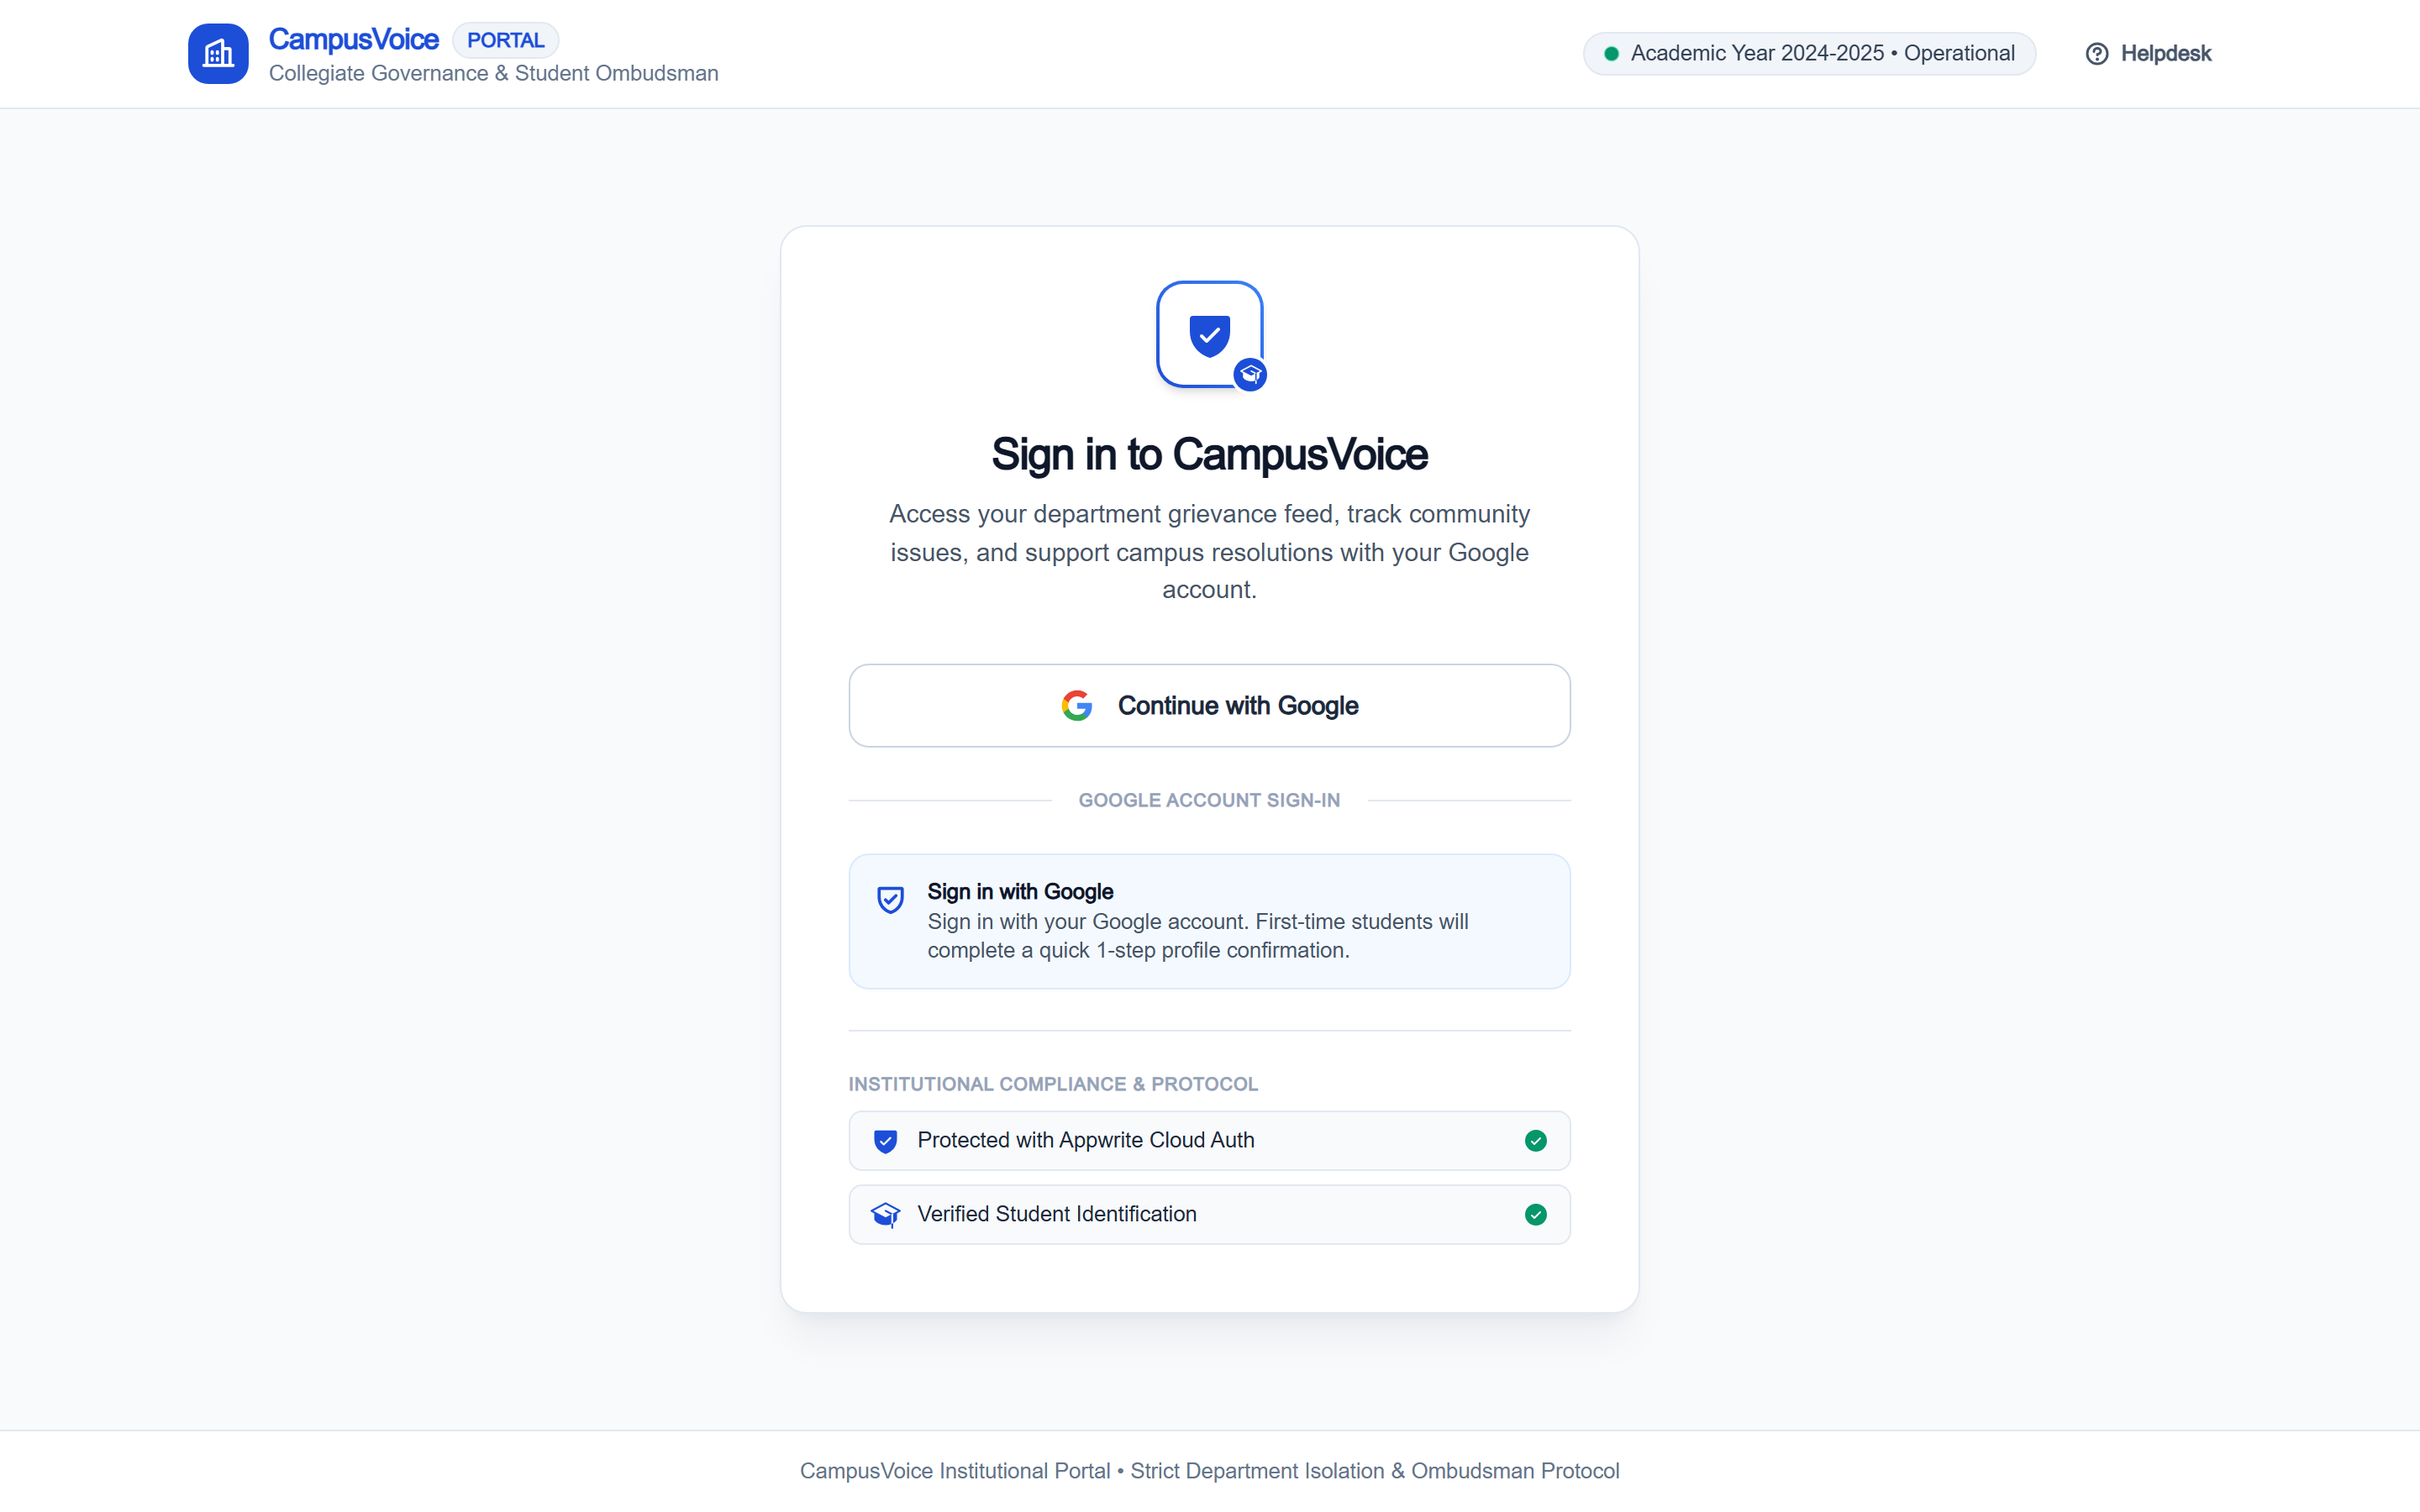 CampusVoice PORTAL
Collegiate Governance & Student Ombudsman
Academic Year 2024-2025 • Operational
Helpdesk
Sign in to CampusVoice
Access your department grievance feed, track community
issues, and support campus resolutions with your Google
account.
Continue with Google
GOOGLE ACCOUNT SIGN-IN
Sign in with Google
Sign in with your Google account. First-time students will
complete a quick 1-step profile confirmation.
INSTITUTIONAL COMPLIANCE & PROTOCOL
Protected with Appwrite Cloud Auth
Verified Student Identification
CampusVoice Institutional Portal • Strict Department Isolation & Ombudsman Protocol